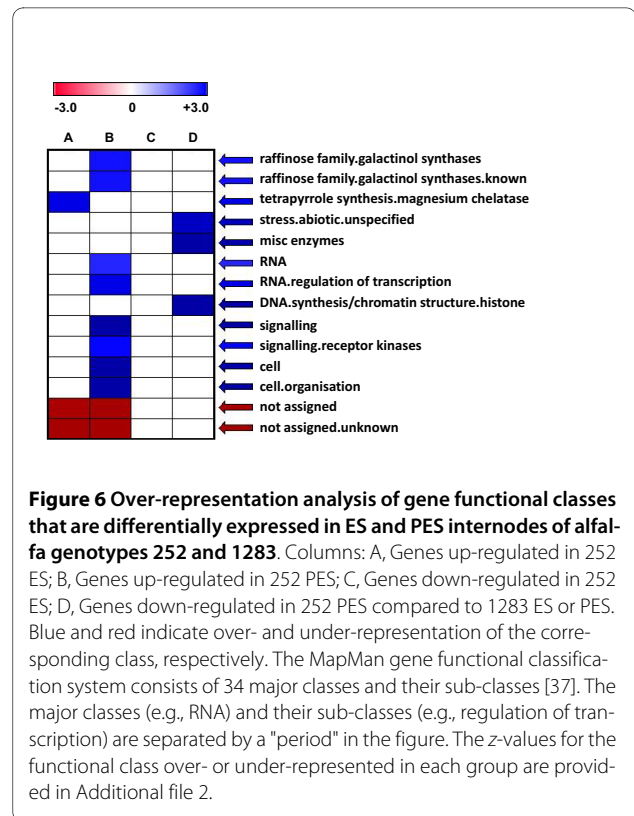 -3.0 0 +3.0
A B C D
raffinose family.galactinol synthases
raffinose family.galactinol synthases.known
tetrapyrrole synthesis.magnesium chelatase
stress.abiotic.unspecified
misc enzymes
RNA
RNA.regulation of transcription
DNA.synthesis/chromatin structure.histone
signalling
signalling.receptor kinases
cell
cell.organisation
not assigned
not assigned.unknown
Figure 6 Over-representation analysis of gene functional classes
that are differentially expressed in ES and PES internodes of alfal-
fa genotypes 252 and 1283. Columns: A, Genes up-regulated in 252
ES; B, Genes up-regulated in 252 PES; C, Genes down-regulated in 252
ES; D, Genes down-regulated in 252 PES compared to 1283 ES or PES.
Blue and red indicate over- and under-representation of the corre-
sponding class, respectively. The MapMan gene functional classifica-
tion system consists of 34 major classes and their sub-classes [37]. The
major classes (e.g., RNA) and their sub-classes (e.g., regulation of tran-
scription) are separated by a "period" in the figure. The z-values for the
functional class over- or under-represented in each group are provid-
ed in Additional file 2.